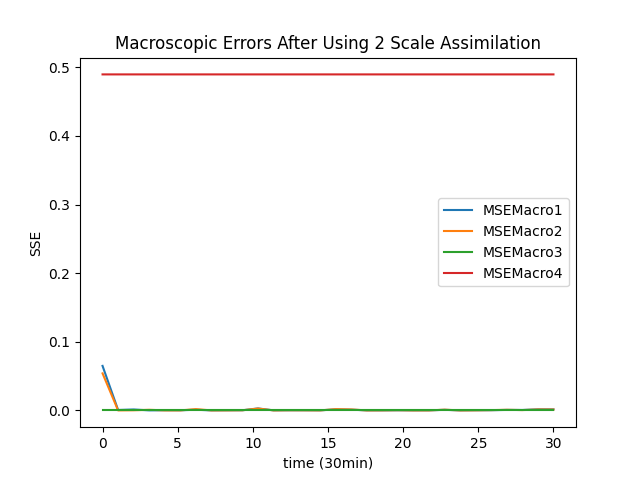 Macroscopic Errors After Using 2 Scale Assimilation
0.5
0.4
0.3
0.2
0.1
0.0
SSE
MSEMacro1
MSEMacro2
MSEMacro3
MSEMacro4
0 5 10 15 20 25 30
time (30min)